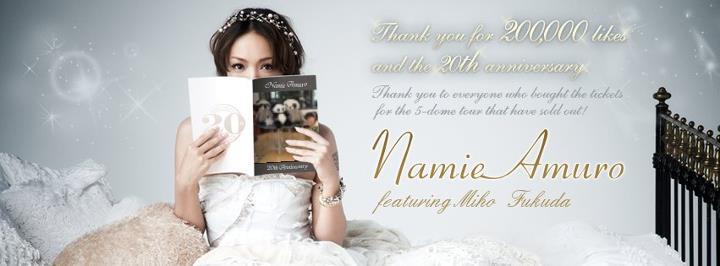 Thank you for 200,000 likes
and the 20th anniversary.
Thank you to everyone who bought the tickets
for the 5-dome tour that have sold out!
Namie Amuro
featuring Miho Fukuda
Namie Amuro
20th Anniversary
20